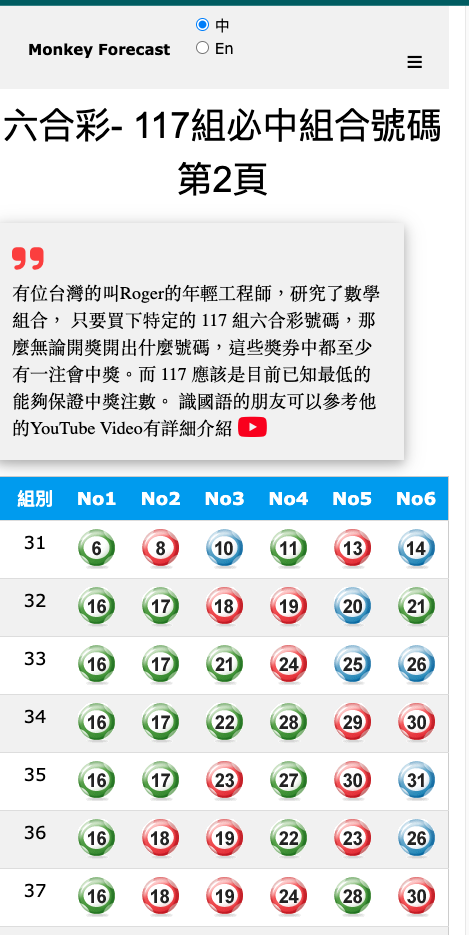 Monkey Forecast
中
En
六合彩- 117組必中組合號碼
第2頁
有位台灣的叫Roger的年輕工程師，研究了數學
組合， 只要買下特定的 117 組六合彩號碼，那
麼無論開獎開出什麼號碼，這些獎券中都至少
有一注會中獎。而 117 應該是目前已知最低的
能夠保證中獎注數。 識國語的朋友可以參考他
的YouTube Video有詳細介紹
組別 No1 No2 No3 No4 No5 No6
31 6 8 10 11 13 14
32 16 17 18 19 20 21
33 16 17 21 24 25 26
34 16 17 22 28 29 30
35 16 17 23 27 30 31
36 16 18 19 22 23 26
37 16 18 19 24 28 30